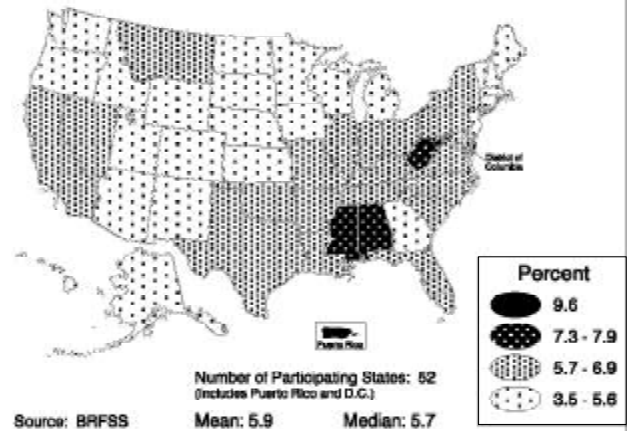 District of
Columbia
Puerto Rico
Percent
9.6
7.3 - 7.9
5.7 - 6.9
3.5 - 5.6
Number of Participating States: 52
(Includes Puerto Rico and D.C.)
Source: BRFSS
Mean: 5.9
Median: 5.7